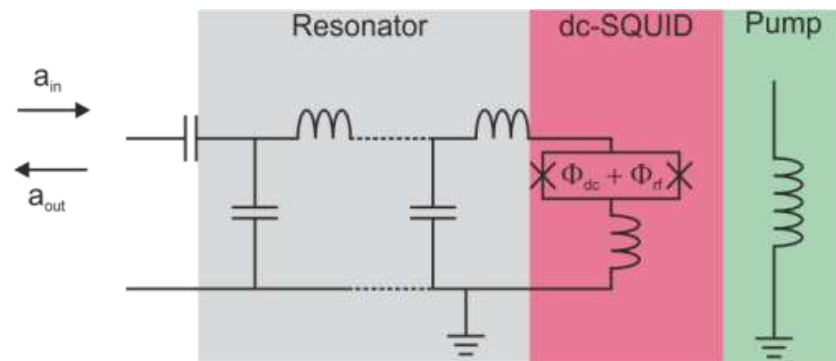 Resonator
dc-SQUID
Pump
a_in
a_out
Φ_dc + Φ_rf